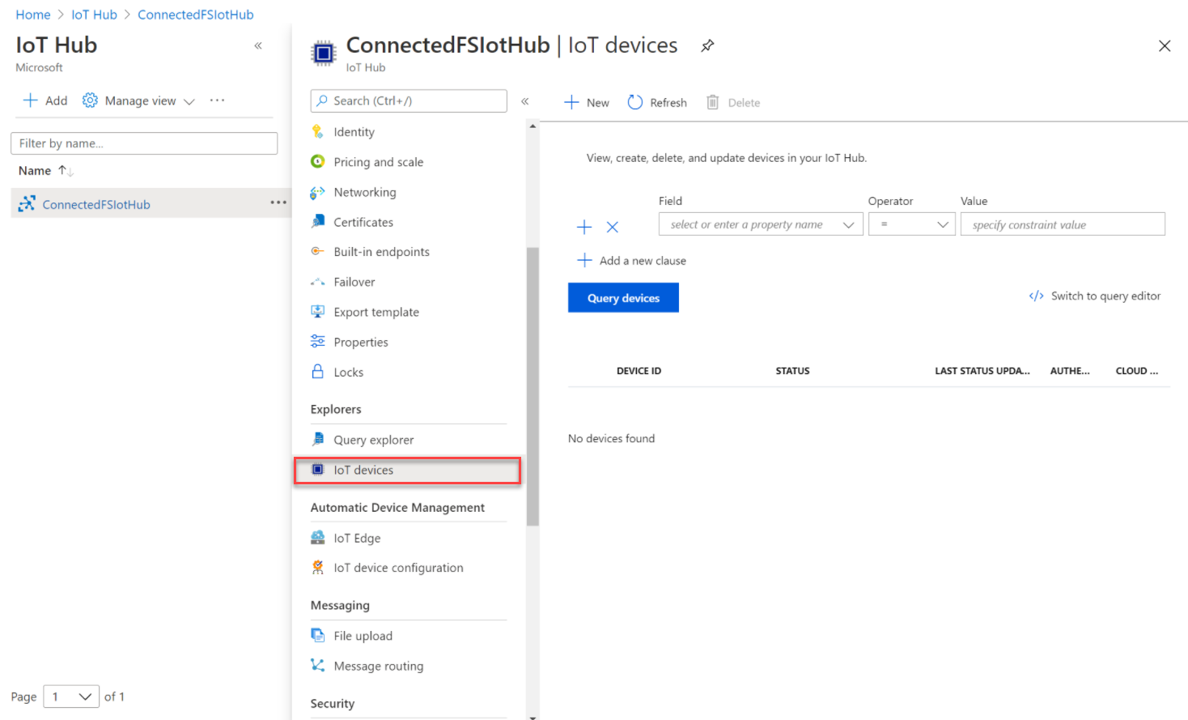 Home > IoT Hub > ConnectedFSIotHub
IoT Hub
Microsoft
Add Manage view ...
Filter by name...
Name
ConnectedFSIotHub ...
Page 1 of 1
ConnectedFSIotHub | IoT devices
IoT Hub
Search (Ctrl+/)
Identity
Pricing and scale
Networking
Certificates
Built-in endpoints
Failover
Export template
Properties
Locks
Explorers
Query explorer
IoT devices
Automatic Device Management
IoT Edge
IoT device configuration
Messaging
File upload
Message routing
Security
New Refresh Delete
View, create, delete, and update devices in your IoT Hub.
Field Operator Value
select or enter a property name = specify constraint value
Add a new clause
Query devices </> Switch to query editor
DEVICE ID STATUS LAST STATUS UPDA... AUTHE... CLOUD ...
No devices found